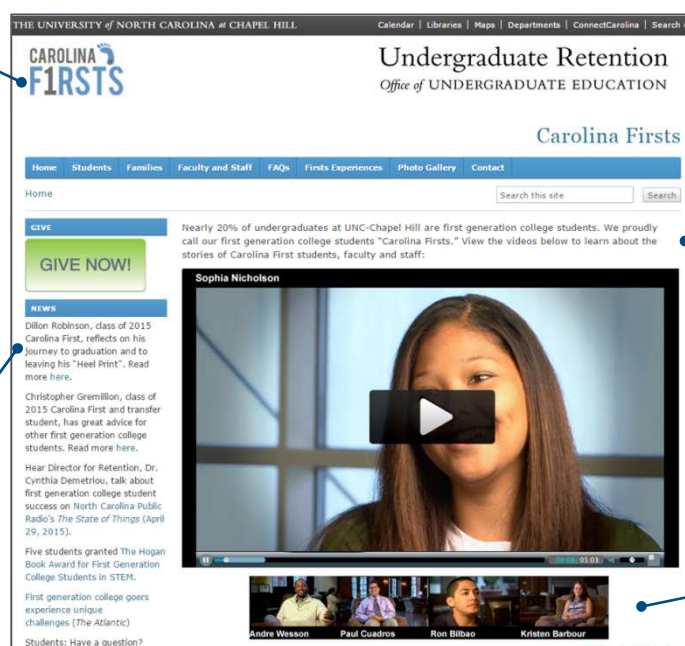 THE UNIVERSITY of NORTH CAROLINA at CHAPEL HILL
Calendar | Libraries | Maps | Departments | ConnectCarolina | Search
CAROLINA
F1RSTS
Undergraduate Retention
Office of UNDERGRADUATE EDUCATION
Carolina Firsts
Home Students Families Faculty and Staff FAQs Firsts Experiences Photo Gallery Contact
Home
Search this site Search
GIVE
GIVE NOW!
NEWS
Dillon Robinson, class of 2015
Carolina First, reflects on his
journey to graduation and to
leaving his "Heel Print". Read
more here.
Christopher Gremillion, class of
2015 Carolina First and transfer
student, has great advice for
other first generation college
students. Read more here.
Hear Director for Retention, Dr.
Cynthia Demetriou, talk about
first generation college student
success on North Carolina Public
Radio's The State of Things (April
29, 2015).
Five students granted The Hogan
Book Award for First Generation
College Students in STEM.
First generation college goers
experience unique
challenges (The Atlantic)
Students: Have a question?
Nearly 20% of undergraduates at UNC-Chapel Hill are first generation college students. We proudly
call our first generation college students "Carolina Firsts." View the videos below to learn about the
stories of Carolina First students, faculty and staff:
Sophia Nicholson
05:03
Andre Wesson Paul Cuadros Ron Bilbao Kristen Barbour